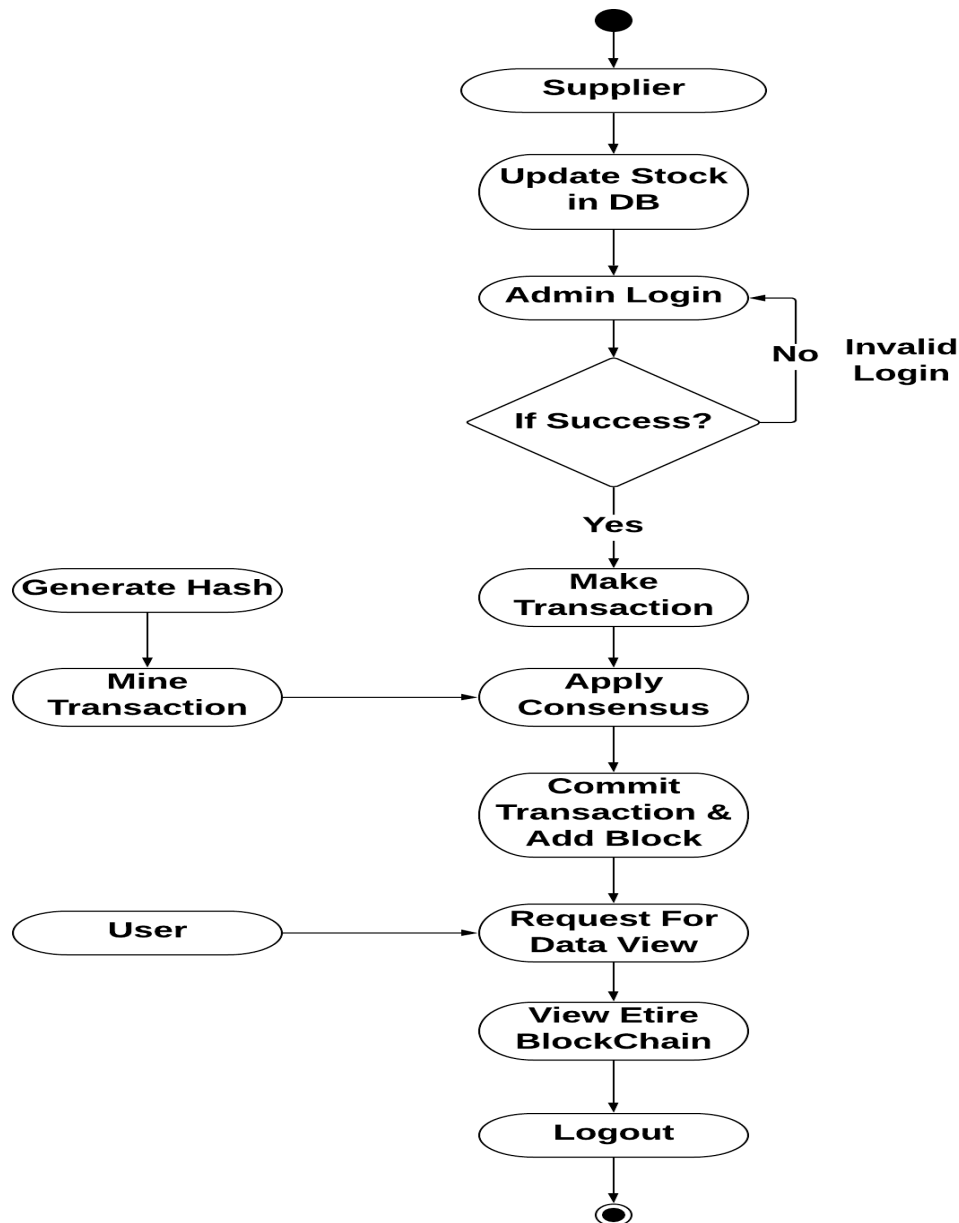 Supplier
Update Stock
in DB
Admin Login
No
Invalid
Login
If Success?
Yes
Generate Hash
Make
Transaction
Mine
Transaction
Apply
Consensus
Commit
Transaction &
Add Block
User
Request For
Data View
View Etire
BlockChain
Logout